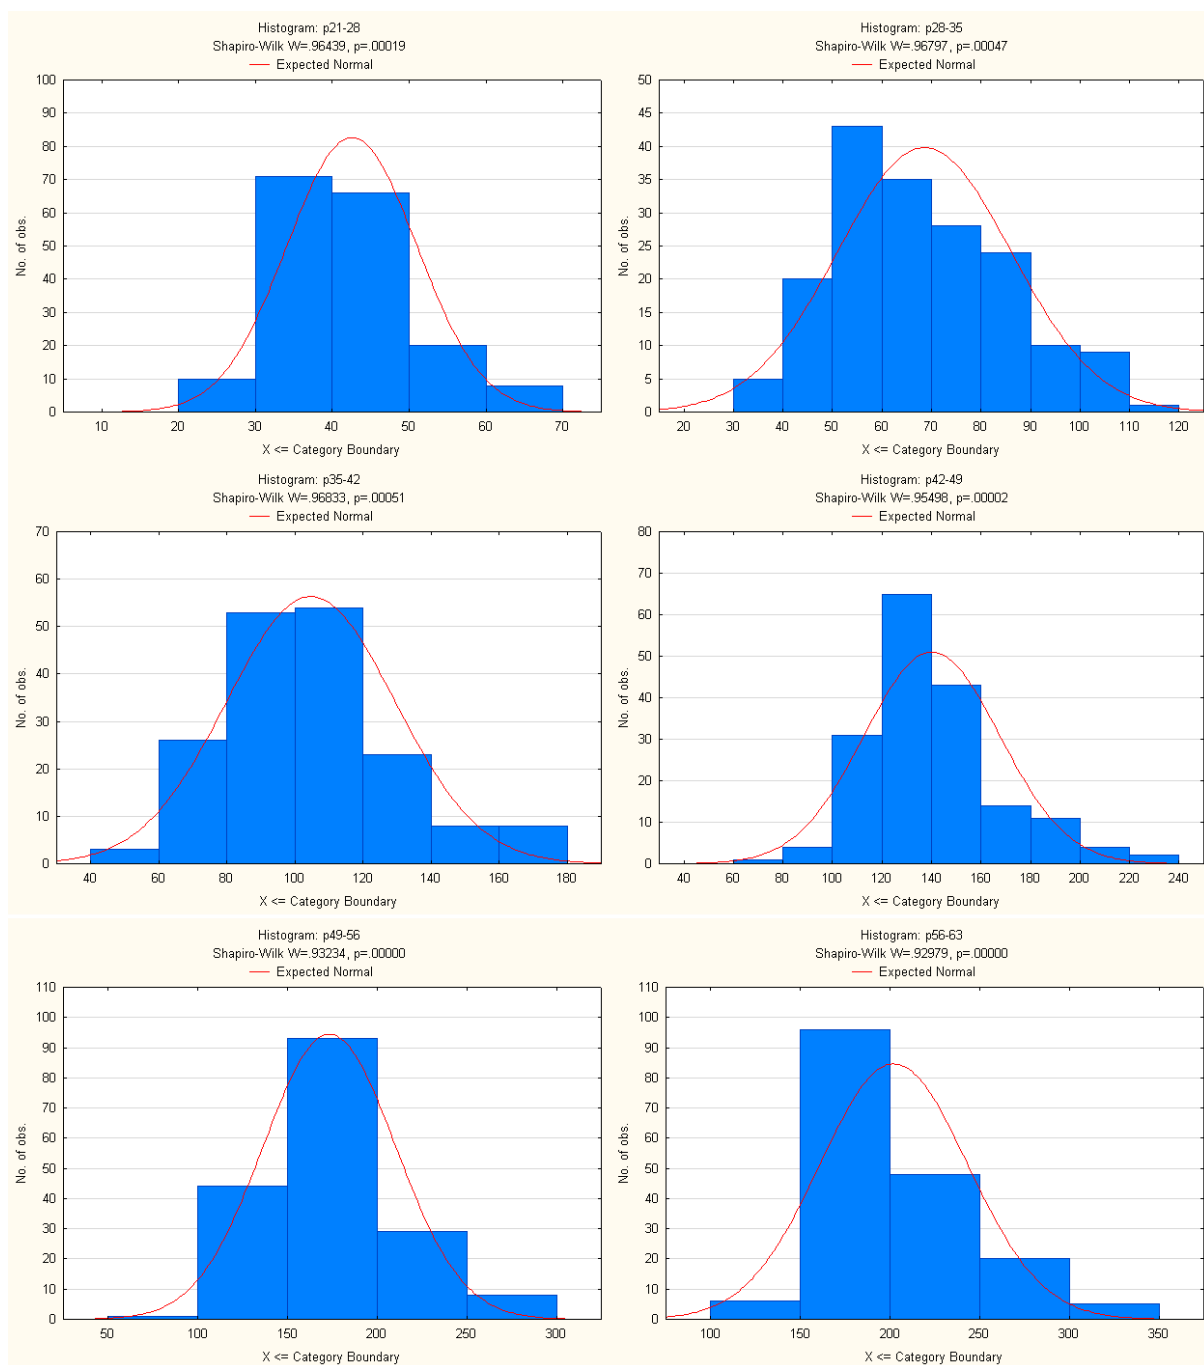 Histogram: p21-28
Shapiro-Wilk W=.96439, p=.00019
Expected Normal
100
90
80
70
60
50
40
30
20
10
0
No. of obs.
10 20 30 40 50 60 70
X <= Category Boundary
Histogram: p28-35
Shapiro-Wilk W=.96797, p=.00047
Expected Normal
50
45
40
35
30
25
20
15
10
5
0
No. of obs.
20 30 40 50 60 70 80 90 100 110 120
X <= Category Boundary
Histogram: p35-42
Shapiro-Wilk W=.96833, p=.00051
Expected Normal
70
60
50
40
30
20
10
0
No. of obs.
40 60 80 100 120 140 160 180
X <= Category Boundary
Histogram: p42-49
Shapiro-Wilk W=.95498, p=.00002
Expected Normal
80
70
60
50
40
30
20
10
0
No. of obs.
40 60 80 100 120 140 160 180 200 220 240
X <= Category Boundary
Histogram: p49-56
Shapiro-Wilk W=.93234, p=.00000
Expected Normal
110
100
90
80
70
60
50
40
30
20
10
0
No. of obs.
50 100 150 200 250 300
X <= Category Boundary
Histogram: p56-63
Shapiro-Wilk W=.92979, p=.00000
Expected Normal
110
100
90
80
70
60
50
40
30
20
10
0
No. of obs.
100 150 200 250 300 350
X <= Category Boundary